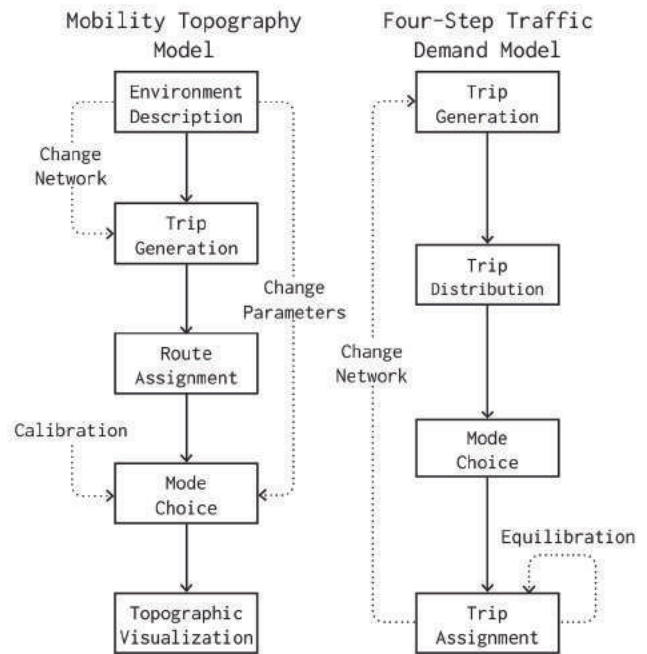 Mobility Topography
Model
Environment
Description
Change
Network
Trip
Generation
Change
Parameters
Route
Assignment
Calibration
Mode
Choice
Topographic
Visualization
Four-Step Traffic
Demand Model
Trip
Generation
Trip
Distribution
Change
Network
Mode
Choice
Equilibration
Trip
Assignment